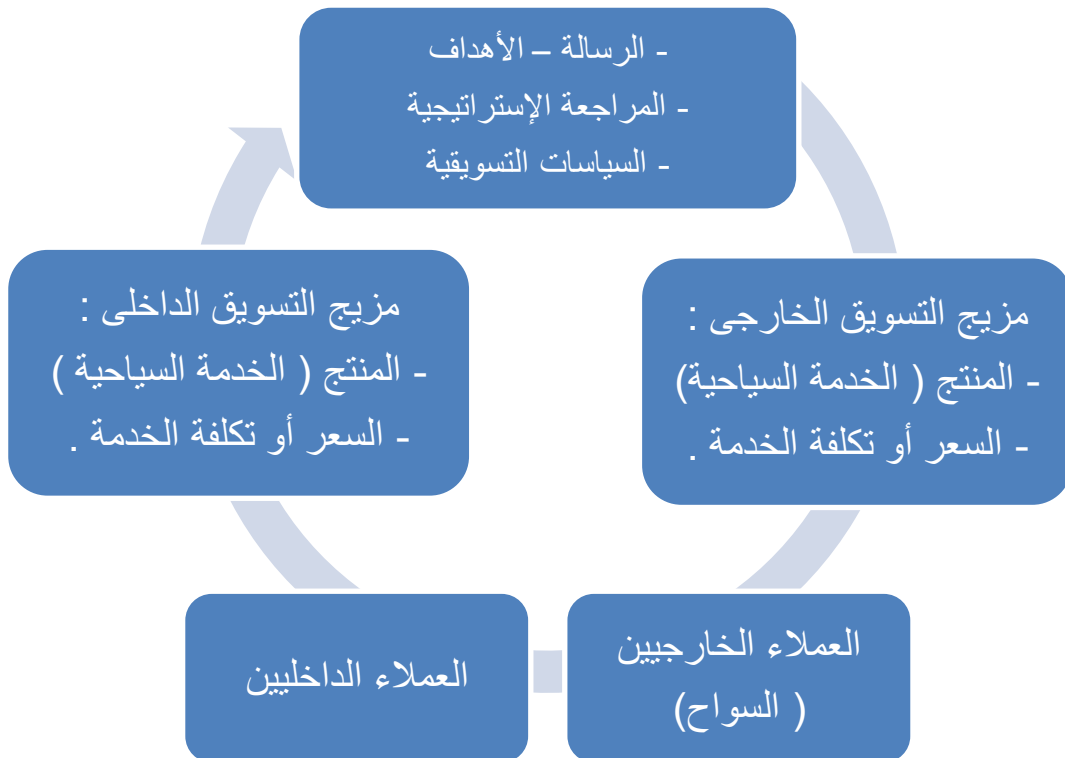 - الرسالة – الأهداف
- المراجعة الإستراتيجية
- السياسات التسويقية
مزيج التسويق الخارجى :
- المنتج ( الخدمة السياحية)
- السعر أو تكلفة الخدمة .
مزيج التسويق الداخلى :
- المنتج ( الخدمة السياحية )
- السعر أو تكلفة الخدمة .
العملاء الخارجيين
( السواح)
العملاء الداخليين